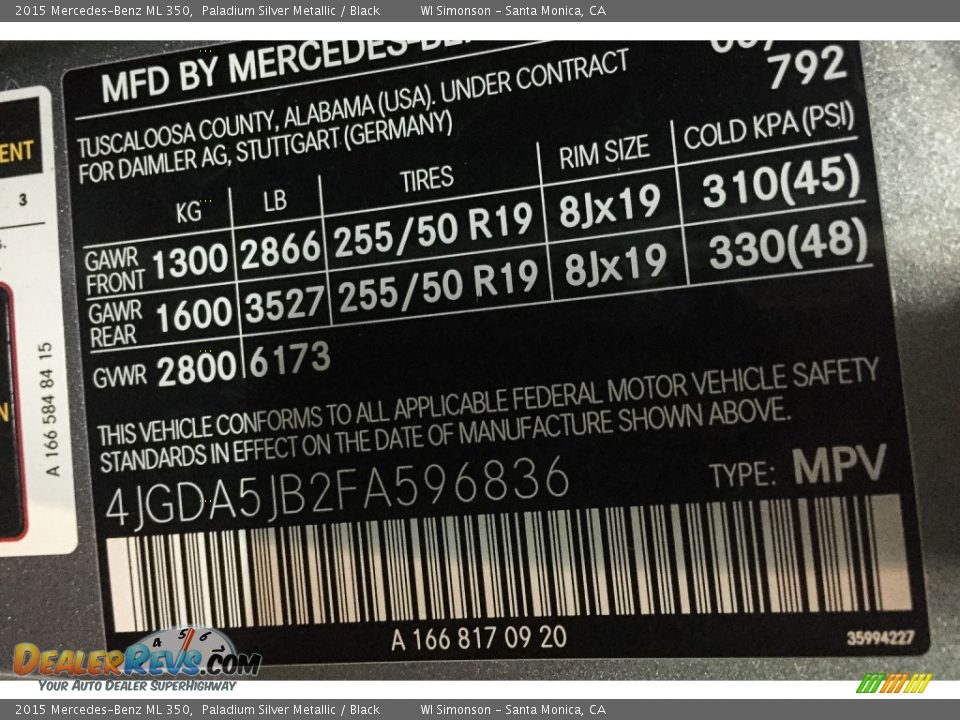 2015 Mercedes-Benz ML 350, Paladium Silver Metallic / Black WI Simonson - Santa Monica, CA
MFD BY MERCEDES-
792
TUSCALOOSA COUNTY, ALABAMA (USA). UNDER CONTRACT
FOR DAIMLER AG, STUTTGART (GERMANY)
KG LB TIRES RIM SIZE COLD KPA (PSI)
GAWR FRONT 1300 2866 255/50 R19 8Jx19 310(45)
GAWR REAR 1600 3527 255/50 R19 8Jx19 330(48)
GVWR 2800 6173
THIS VEHICLE CONFORMS TO ALL APPLICABLE FEDERAL MOTOR VEHICLE SAFETY
STANDARDS IN EFFECT ON THE DATE OF MANUFACTURE SHOWN ABOVE.
4JGDA5JB2FA596836 TYPE: MPV
A 166 817 09 20
35994227
3
A 166 584 84 15
4 5 6 7
DealerRevs.com
Your Auto Dealer SuperHighway
2015 Mercedes-Benz ML 350, Paladium Silver Metallic / Black WI Simonson - Santa Monica, CA